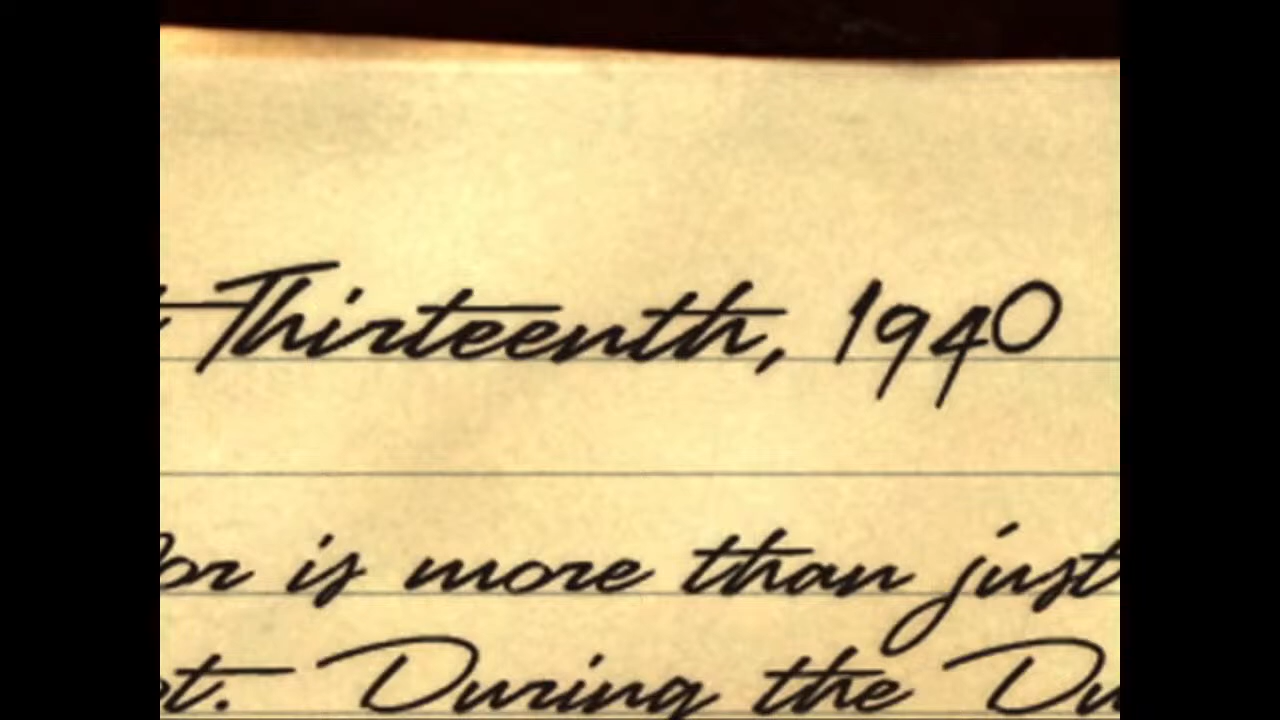 Thirteenth, 1940
is more than just
During the